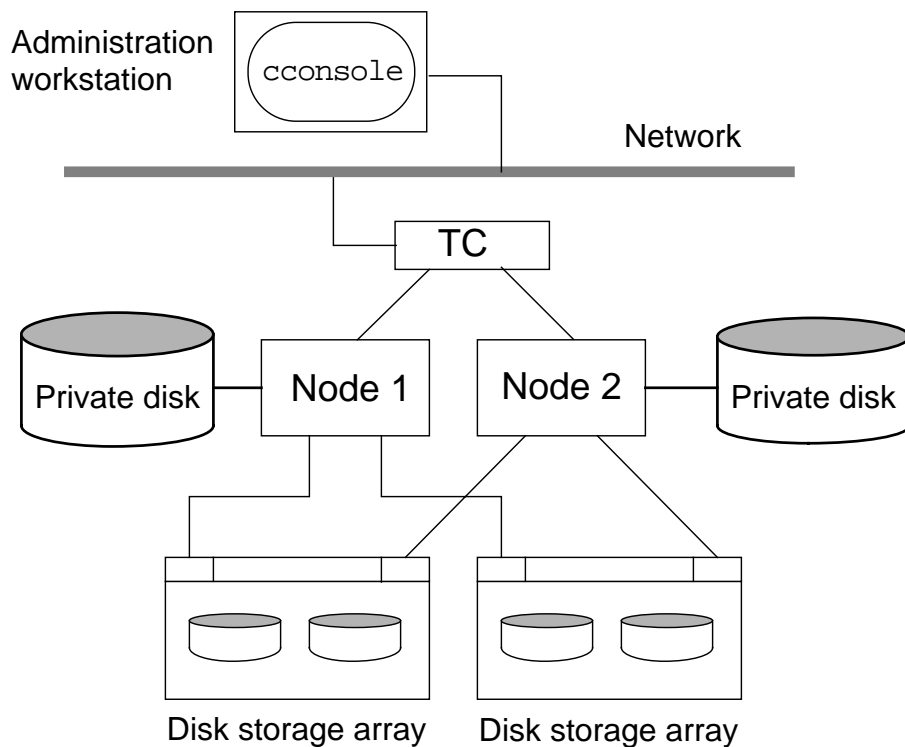 Administration
workstation
cconsole
Network
TC
Private disk
Node 1
Node 2
Private disk
Disk storage array
Disk storage array